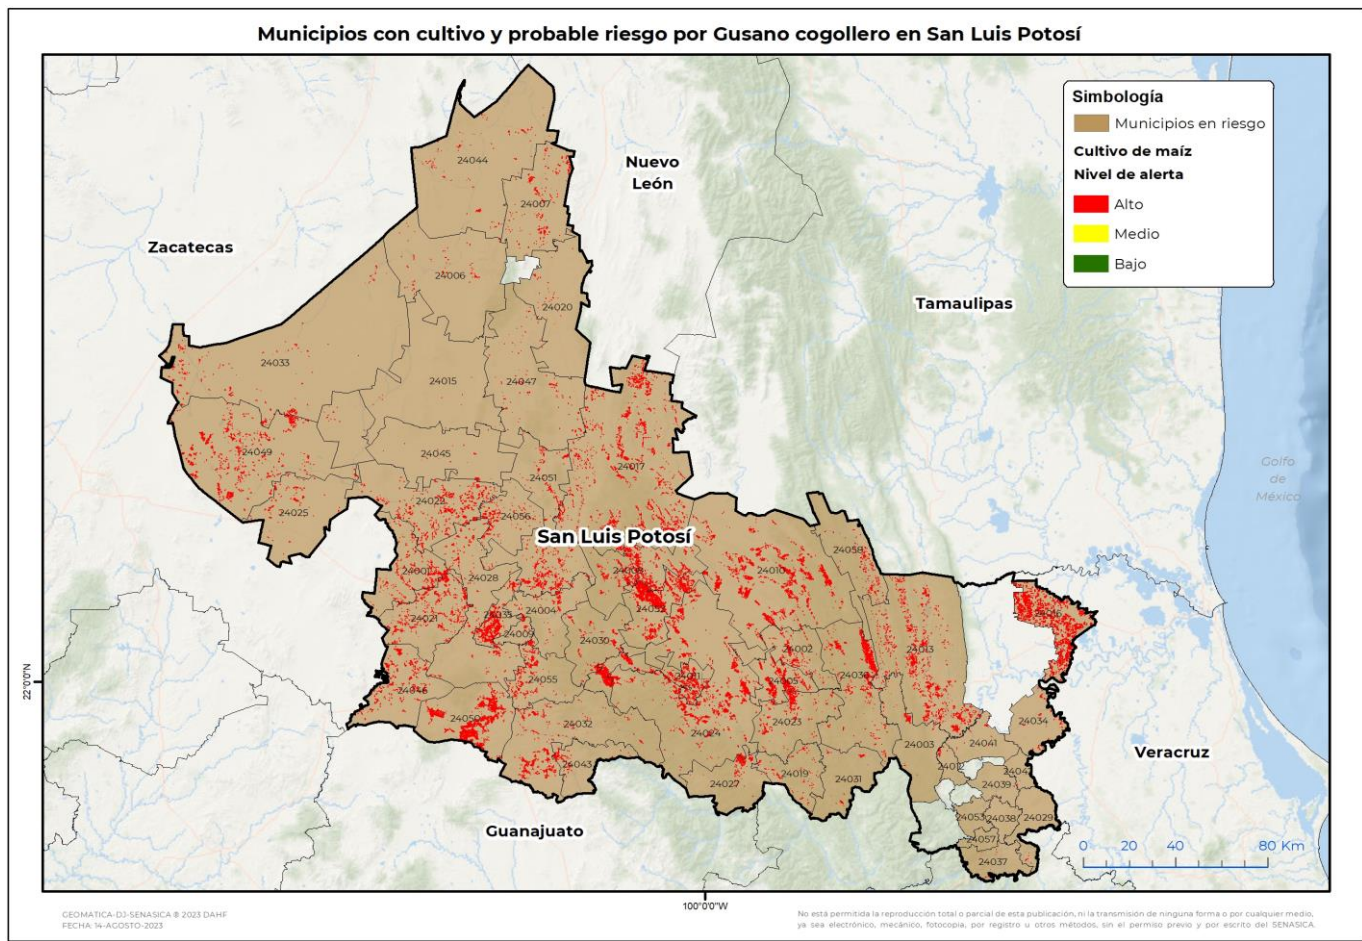 Municipios con cultivo y probable riesgo por Gusano cogollero en San Luis Potosí
Simbología
Municipios en riesgo
Cultivo de maíz
Nivel de alerta
Alto
Medio
Bajo
Nuevo
León
Zacatecas
Tamaulipas
Golfo
de
México
San Luis Potosí
Veracruz
Guanajuato
24044
24007
24006
24020
24033
24015
24047
24049
24045
24017
24051
24025
24022
24056
24058
24010
24028
24052
24004
24035
24021
24009
24030
24002
24013
24016
24036
24011
24005
24055
24046
24050
24032
24023
24024
24003
24034
24041
24012
24043
24027
24019
24031
24039
24053
24038
24029
24057
24037
22°0'0"N
100°0'0"W
0 20 40 80 Km
GEOMATICA-DJ-SENASICA ® 2023 DAHF
FECHA: 14-AGOSTO-2023
No está permitida la reproducción total o parcial de esta publicación, ni la transmisión de ninguna forma o por cualquier medio,
ya sea electrónico, mecánico, fotocopia, por registro u otros métodos, sin el permiso previo y por escrito del SENASICA.